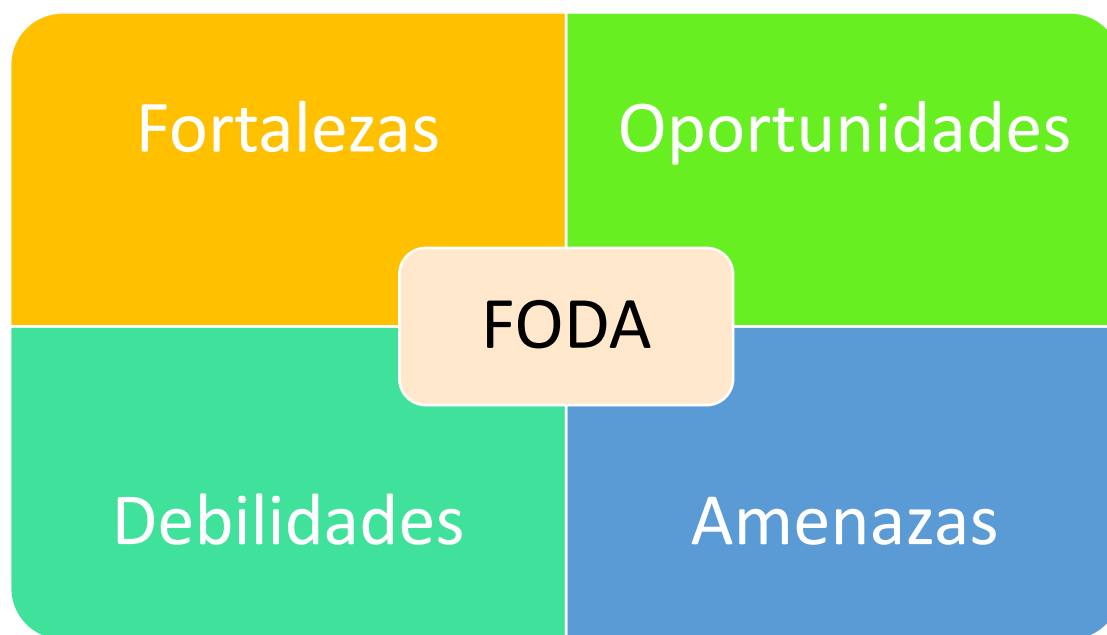 Fortalezas
Oportunidades
FODA
Debilidades
Amenazas